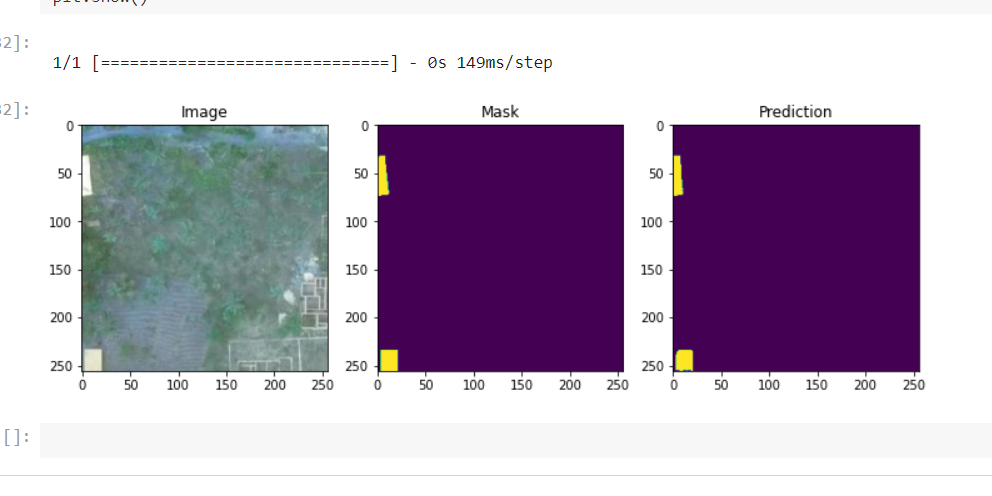 plt.show()
32]:
1/1 [==============================] - 0s 149ms/step
32]:
Image Mask Prediction
0 0 0
50 50 50
100 100 100
150 150 150
200 200 200
250 250 250
0 50 100 150 200 250 0 50 100 150 200 250 0 50 100 150 200 250
[]: